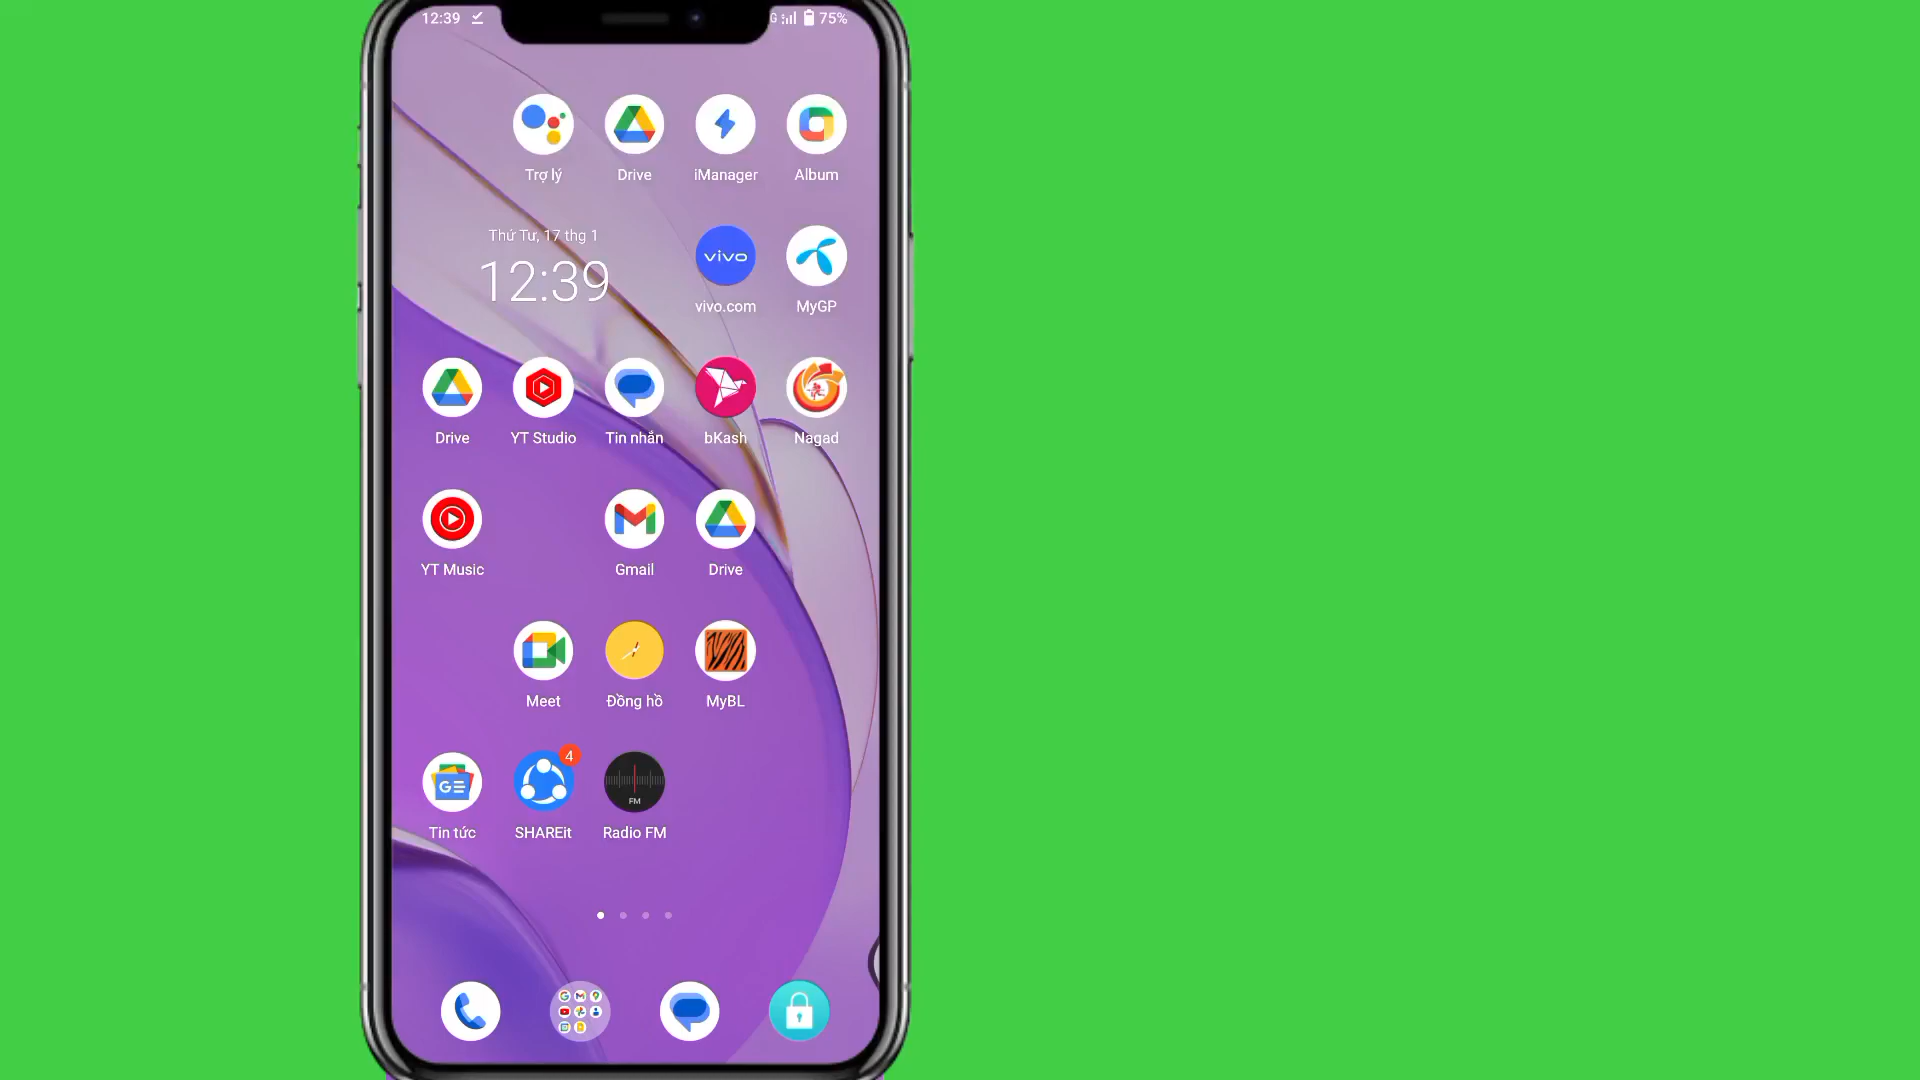 12:39
G 75%
Trợ lý Drive iManager Album
Thứ Tư, 17 thg 1
12:39
vivo
vivo.com MyGP
Drive YT Studio Tin nhắn bKash Nagad
YT Music Gmail Drive
Meet Đồng hồ MyBL
4
GE
FM
Tin tức SHAREit Radio FM